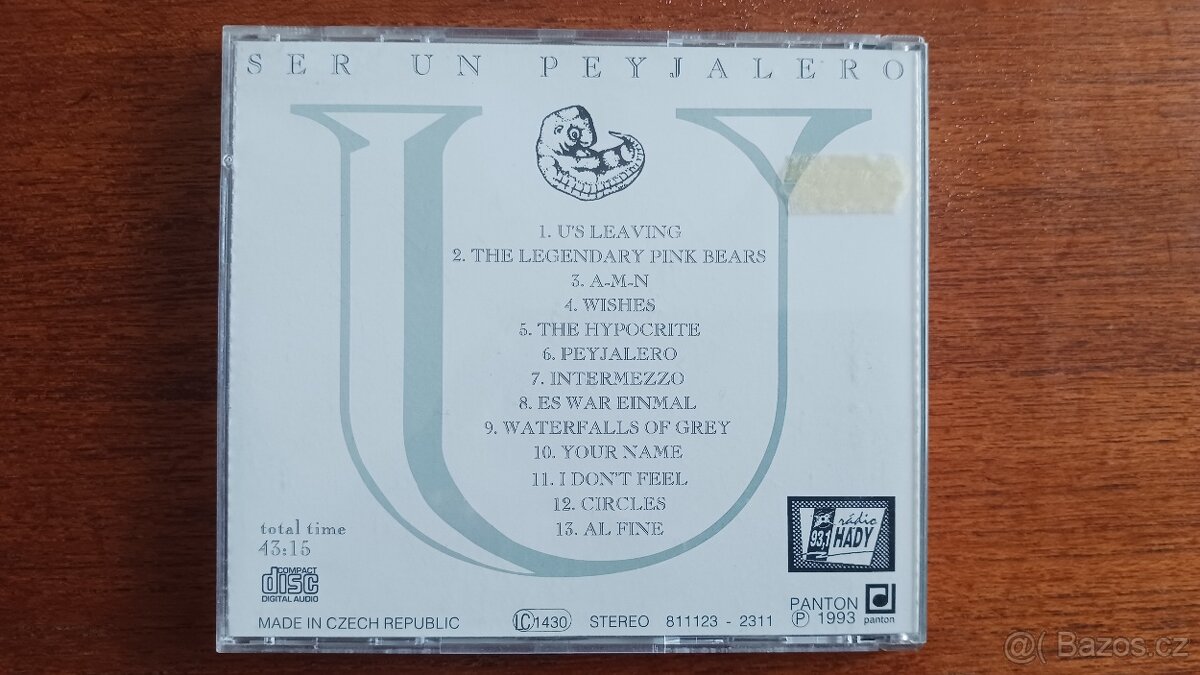 SER UN PEYJALERO
U
1. U'S LEAVING
2. THE LEGENDARY PINK BEARS
3. A-M-N
4. WISHES
5. THE HYPOCRITE
6. PEYJALERO
7. INTERMEZZO
8. ES WAR EINMAL
9. WATERFALLS OF GREY
10. YOUR NAME
11. I DON'T FEEL
12. CIRCLES
13. AL FINE
total time
43:15
COMPACT
disc
DIGITAL AUDIO
rádio
93,1 HÁDY
MADE IN CZECH REPUBLIC
LC 1430
STEREO 811123 - 2311
PANTON
℗ 1993
panton
@( Bazos.cz